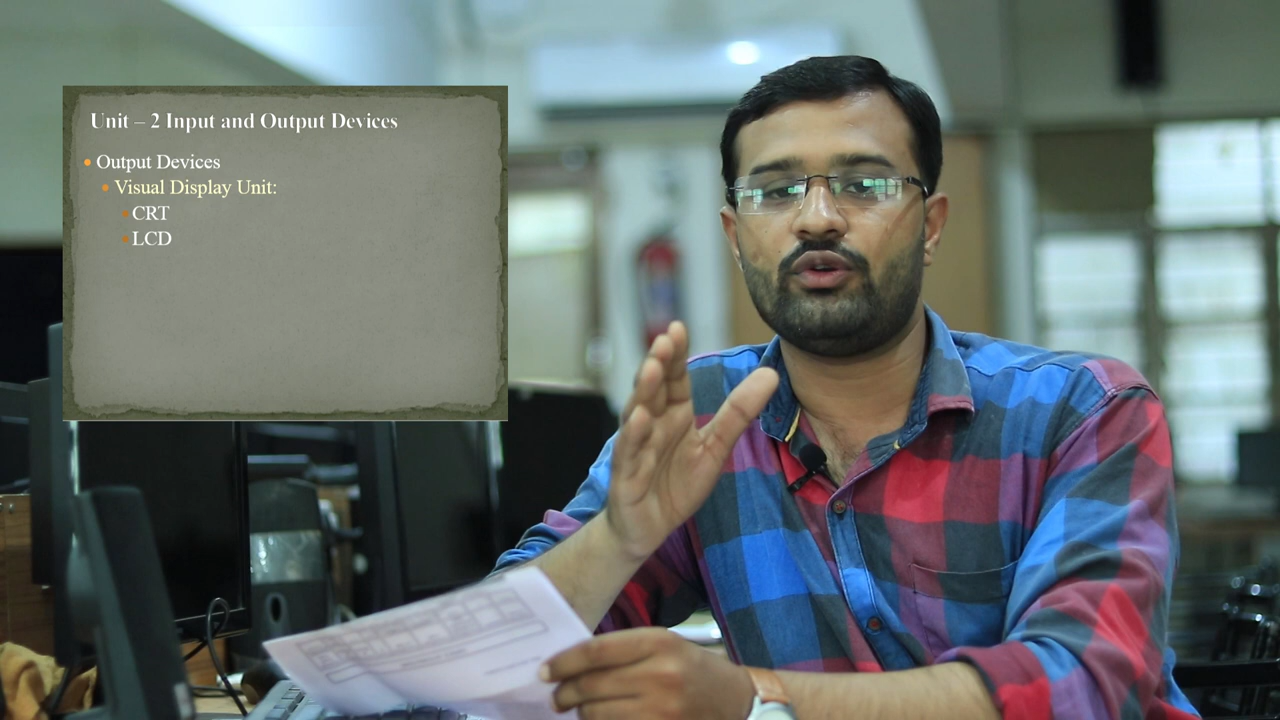 Unit – 2 Input and Output Devices
Output Devices
Visual Display Unit:
CRT
LCD